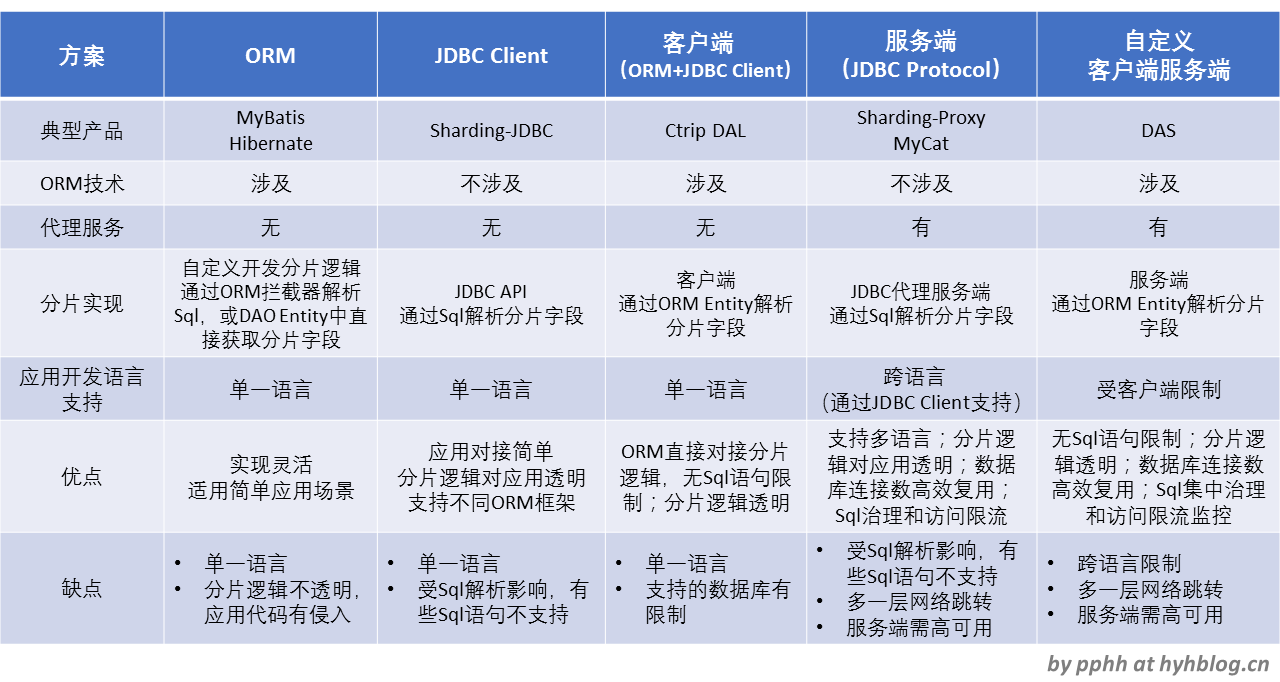 方案
ORM
JDBC Client
客户端
（ORM+JDBC Client）
服务端
（JDBC Protocol）
自定义
客户端服务端
典型产品
MyBatis
Hibernate
Sharding-JDBC
Ctrip DAL
Sharding-Proxy
MyCat
DAS
ORM技术
涉及
不涉及
涉及
不涉及
涉及
代理服务
无
无
无
有
有
分片实现
自定义开发分片逻辑
通过ORM拦截器解析
Sql，或DAO Entity中直
接获取分片字段
JDBC API
通过Sql解析分片字段
客户端
通过ORM Entity解析
分片字段
JDBC代理服务端
通过Sql解析分片字段
服务端
通过ORM Entity解析分片
字段
应用开发语言
支持
单一语言
单一语言
单一语言
跨语言
（通过JDBC Client支持）
受客户端限制
优点
实现灵活
适用简单应用场景
应用对接简单
分片逻辑对应用透明
支持不同ORM框架
ORM直接对接分片
逻辑，无Sql语句限
制；分片逻辑透明
支持多语言；分片逻
辑对应用透明；数据
库连接数高效复用；
Sql治理和访问限流
无Sql语句限制；分片逻
辑透明；数据库连接数
高效复用；Sql集中治理
和访问限流监控
缺点
• 单一语言
• 分片逻辑不透明，
应用代码有侵入
• 单一语言
• 受Sql解析影响，有
些Sql语句不支持
• 单一语言
• 支持的数据库有
限制
• 受Sql解析影响，有
些Sql语句不支持
• 多一层网络跳转
• 服务端需高可用
• 跨语言限制
• 多一层网络跳转
• 服务端需高可用
by pphh at hyhblog.cn